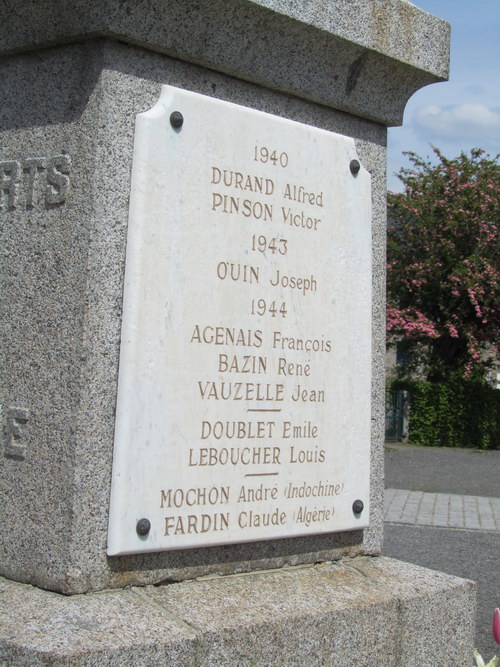 RTS
E
1940
DURAND Alfred
PINSON Victor
1943
OUIN Joseph
1944
AGENAIS François
BAZIN René
VAUZELLE Jean
DOUBLET Emile
LEBOUCHER Louis
MOCHON André (Indochine)
FARDIN Claude (Algérie)